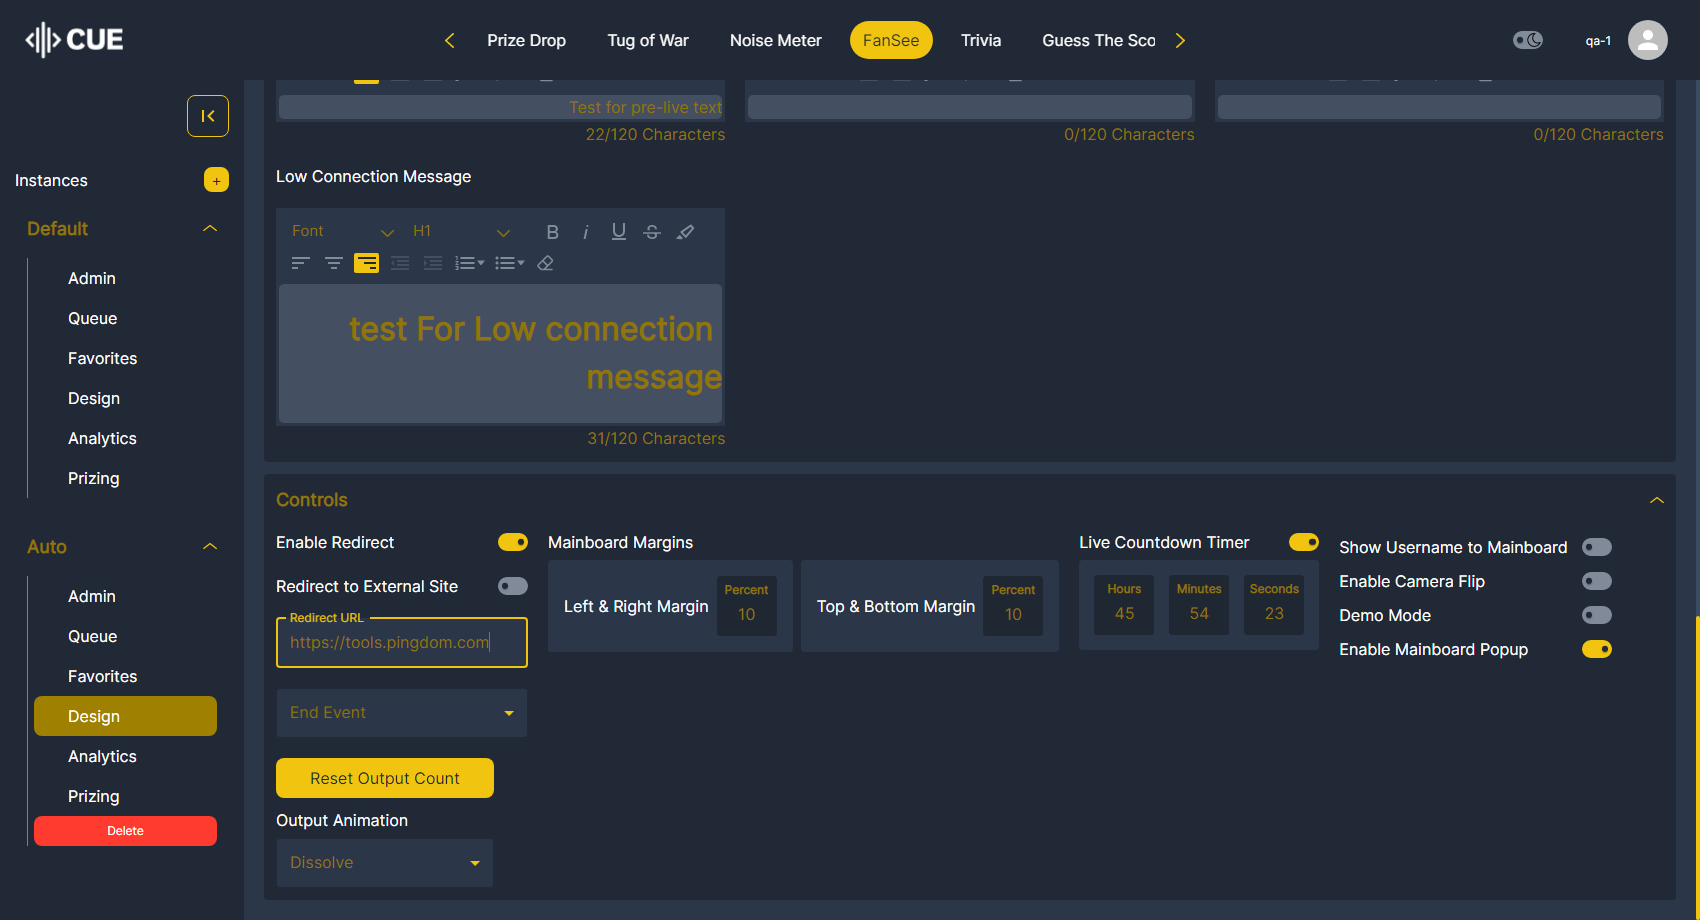 CUE
Prize Drop
Tug of War
Noise Meter
FanSee
Trivia
Guess The Sco
qa-1
Test for pre-live text
22/120 Characters
0/120 Characters
0/120 Characters
Instances
+
Default
Admin
Queue
Favorites
Design
Analytics
Prizing
Auto
Admin
Queue
Favorites
Design
Analytics
Prizing
Delete
Low Connection Message
Font
H1
B
i
U
S
test For Low connection
message
31/120 Characters
Controls
Enable Redirect
Redirect to External Site
Redirect URL
https://tools.pingdom.com
End Event
Reset Output Count
Output Animation
Dissolve
Mainboard Margins
Left & Right Margin
Percent
10
Top & Bottom Margin
Percent
10
Live Countdown Timer
Hours
45
Minutes
54
Seconds
23
Show Username to Mainboard
Enable Camera Flip
Demo Mode
Enable Mainboard Popup